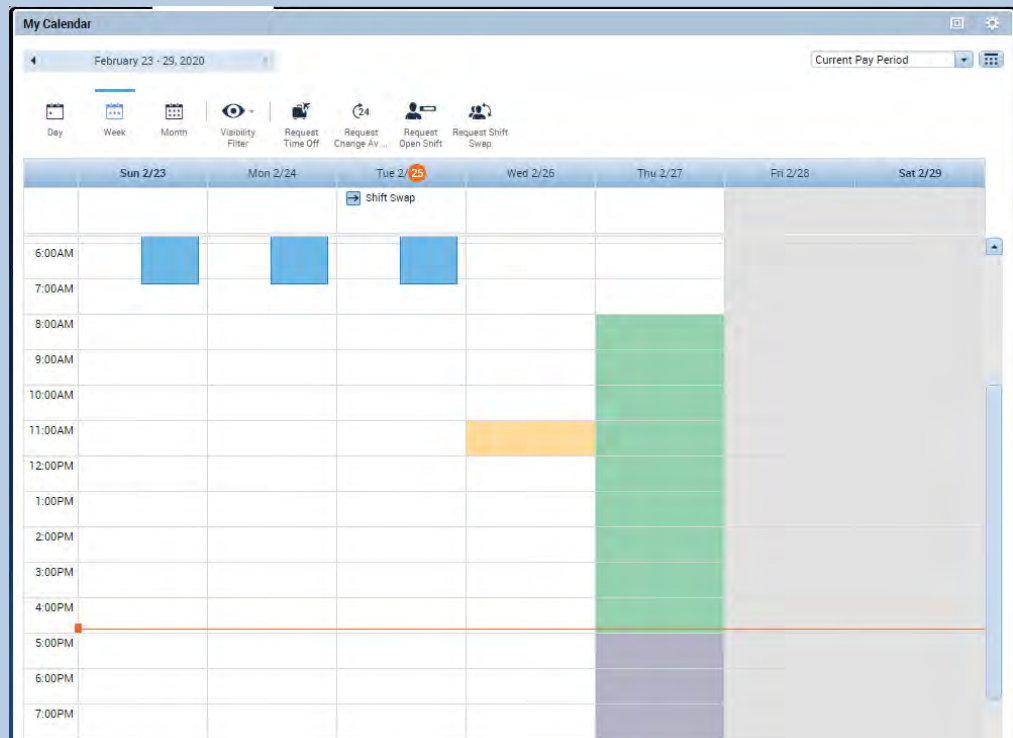 My Calendar
February 23 - 29, 2020
Current Pay Period
Day
Week
Month
Visibility
Filter
Request
Time Off
24
Request
Change Av ...
Request
Open Shift
Request Shift
Swap
Sun 2/23
Mon 2/24
Tue 2/25
Wed 2/26
Thu 2/27
Fri 2/28
Sat 2/29
Shift Swap
6:00AM
7:00AM
8:00AM
9:00AM
10:00AM
11:00AM
12:00PM
1:00PM
2:00PM
3:00PM
4:00PM
5:00PM
6:00PM
7:00PM